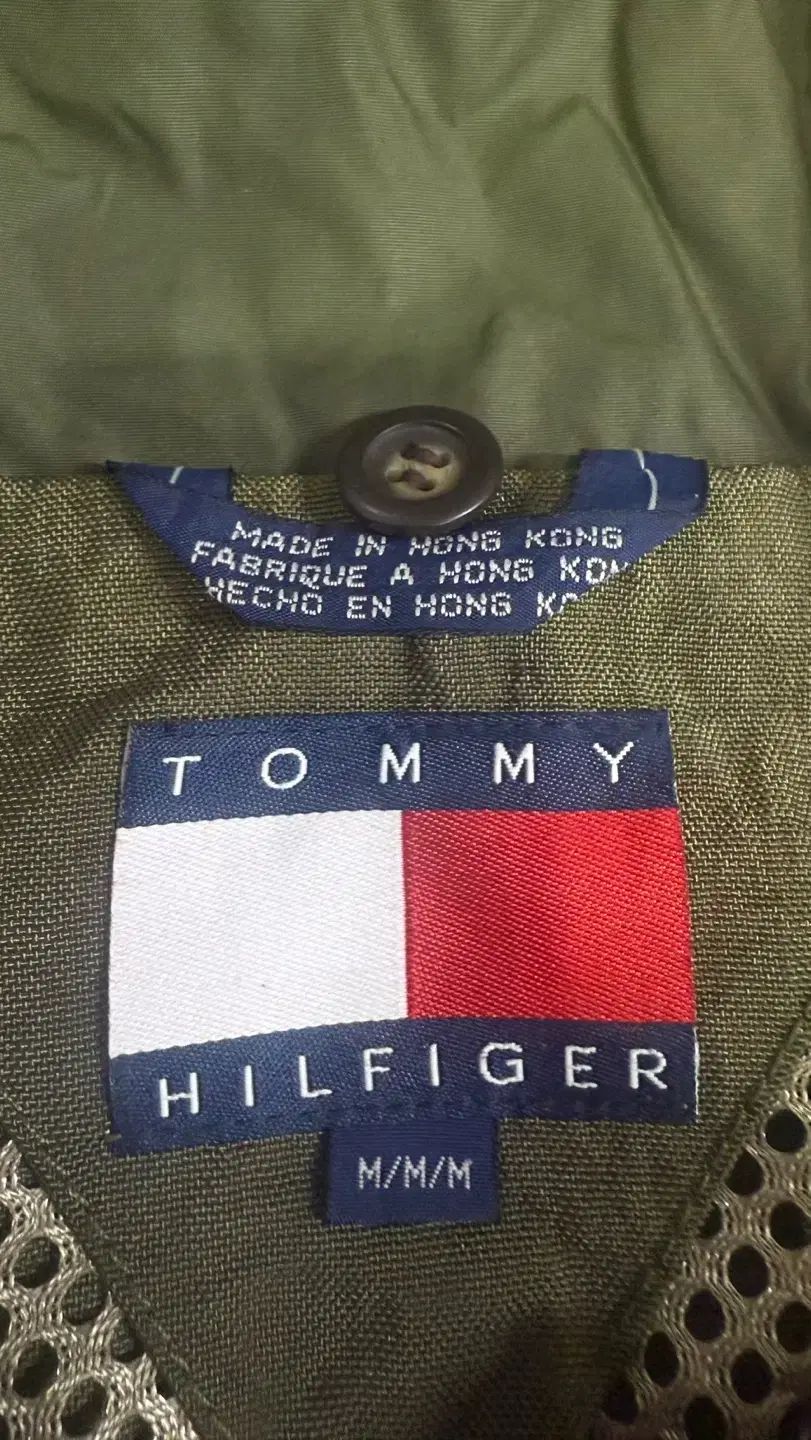 MADE IN HONG KONG
FABRIQUE A HONG
HECHO EN HONG
TOMMY
HILFIGER
M/M/M